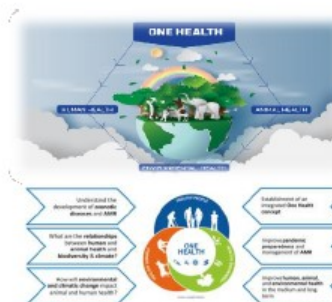 ONE HEALTH
HUMAN HEALTH
ANIMAL HEALTH
ENVIRONMENTAL HEALTH
Understand the
development of zoonotic
diseases and AMR
What are the relationships
between human and
animal health and
biodiversity & climate?
How will environmental
and climatic change impact
animal and human health?
HEALTHY PEOPLE
ONE
HEALTH
Establishment of an
integrated One Health
concept
Improve pandemic
preparedness and
management of AMR
Improve human, animal,
and environmental health
in the medium and long
term